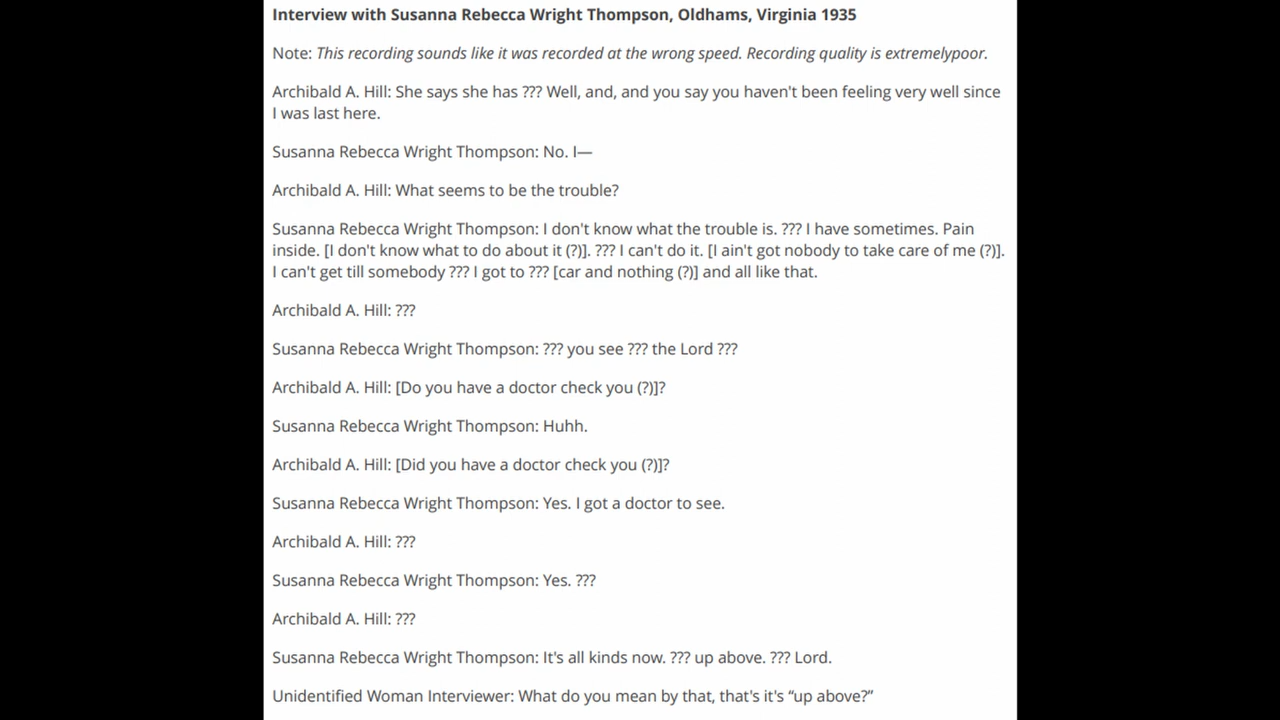 Interview with Susanna Rebecca Wright Thompson, Oldhams, Virginia 1935
Note: This recording sounds like it was recorded at the wrong speed. Recording quality is extremelypoor.
Archibald A. Hill: She says she has ??? Well, and, and you say you haven't been feeling very well since
I was last here.
Susanna Rebecca Wright Thompson: No. I—
Archibald A. Hill: What seems to be the trouble?
Susanna Rebecca Wright Thompson: I don't know what the trouble is. ??? I have sometimes. Pain
inside. [I don't know what to do about it (?)]. ??? I can't do it. [I ain't got nobody to take care of me (?)].
I can't get till somebody ??? I got to ??? [car and nothing (?)] and all like that.
Archibald A. Hill: ???
Susanna Rebecca Wright Thompson: ??? you see ??? the Lord ???
Archibald A. Hill: [Do you have a doctor check you (?)]?
Susanna Rebecca Wright Thompson: Huhh.
Archibald A. Hill: [Did you have a doctor check you (?)]?
Susanna Rebecca Wright Thompson: Yes. I got a doctor to see.
Archibald A. Hill: ???
Susanna Rebecca Wright Thompson: Yes. ???
Archibald A. Hill: ???
Susanna Rebecca Wright Thompson: It's all kinds now. ??? up above. ??? Lord.
Unidentified Woman Interviewer: What do you mean by that, that's it's “up above?”